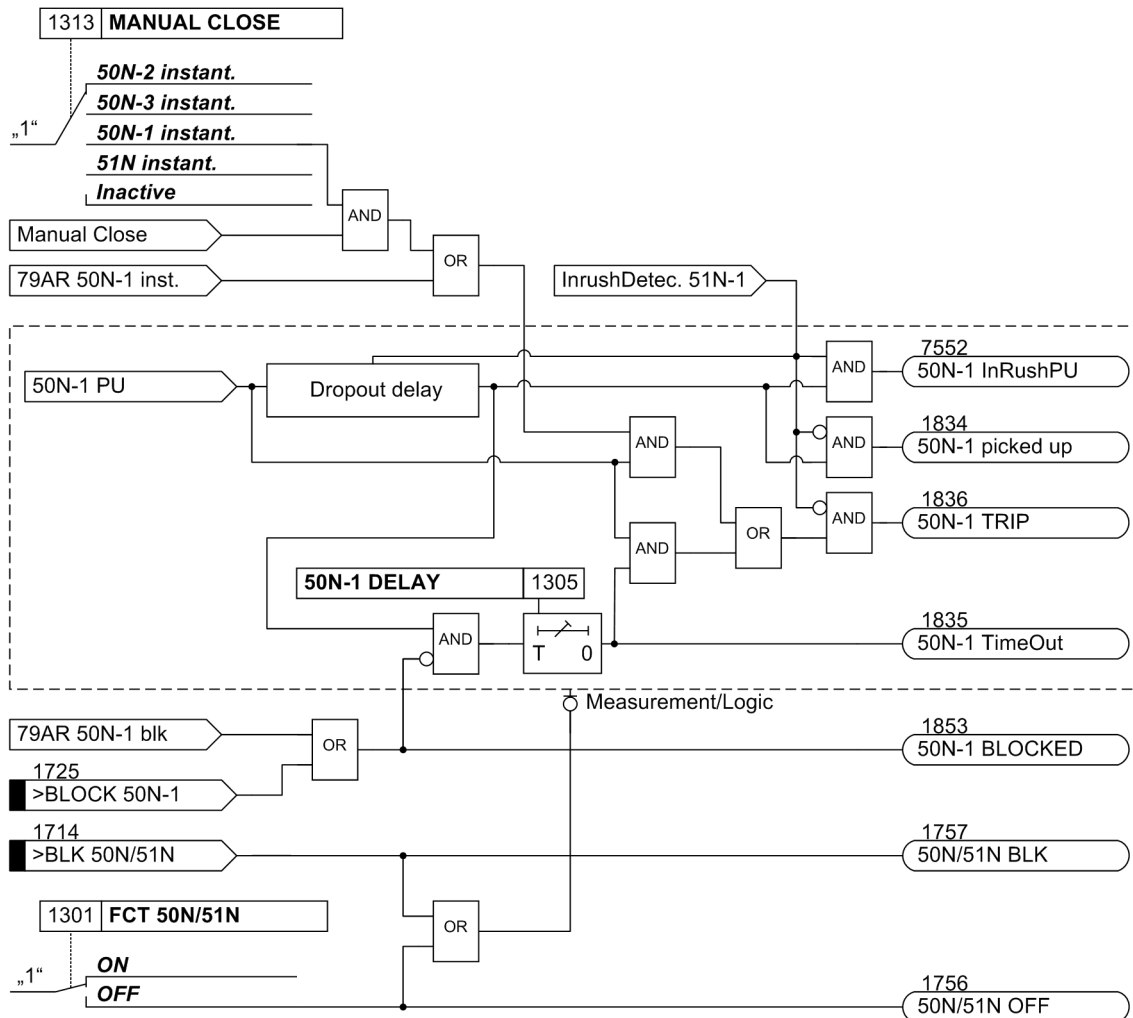 1313 MANUAL CLOSE
50N-2 instant.
50N-3 instant.
„1“
50N-1 instant.
51N instant.
Inactive
AND
Manual Close
OR
79AR 50N-1 inst.
InrushDetec. 51N-1
7552
50N-1 PU
Dropout delay
AND
50N-1 InRushPU
1834
AND
AND
50N-1 picked up
1836
OR
AND
50N-1 TRIP
AND
50N-1 DELAY 1305
1835
AND
T 0
50N-1 TimeOut
Measurement/Logic
79AR 50N-1 blk
OR
1853
50N-1 BLOCKED
1725
>BLOCK 50N-1
1714
>BLK 50N/51N
1757
50N/51N BLK
1301 FCT 50N/51N
OR
ON
„1“
OFF
1756
50N/51N OFF